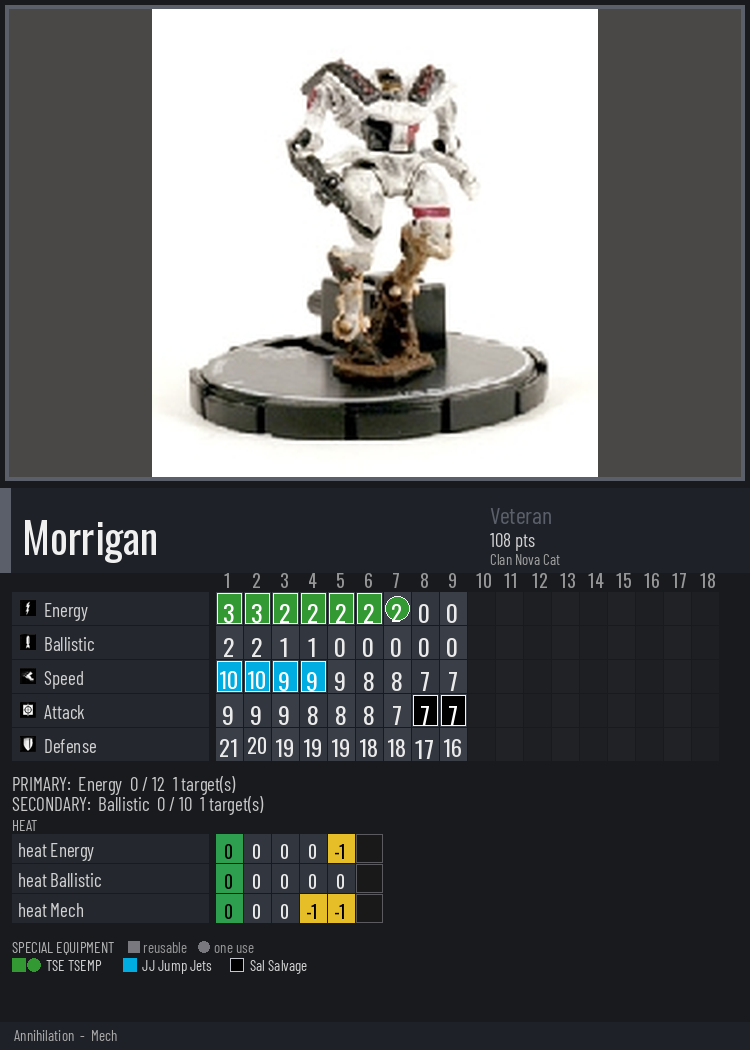 Morrigan
Veteran
108 pts
Clan Nova Cat
1 2 3 4 5 6 7 8 9 10 11 12 13 14 15 16 17 18
Energy 3 3 2 2 2 2 2 0 0
Ballistic 2 2 1 1 0 0 0 0 0
Speed 10 10 9 9 9 8 8 7 7
Attack 9 9 9 8 8 8 7 7 7
Defense 21 20 19 19 19 18 18 17 16
PRIMARY: Energy 0 / 12 1 target(s)
SECONDARY: Ballistic 0 / 10 1 target(s)
HEAT
heat Energy 0 0 0 0 -1
heat Ballistic 0 0 0 0 0
heat Mech 0 0 0 -1 -1
SPECIAL EQUIPMENT reusable one use
TSE TSEMP JJ Jump Jets Sal Salvage
Annihilation - Mech